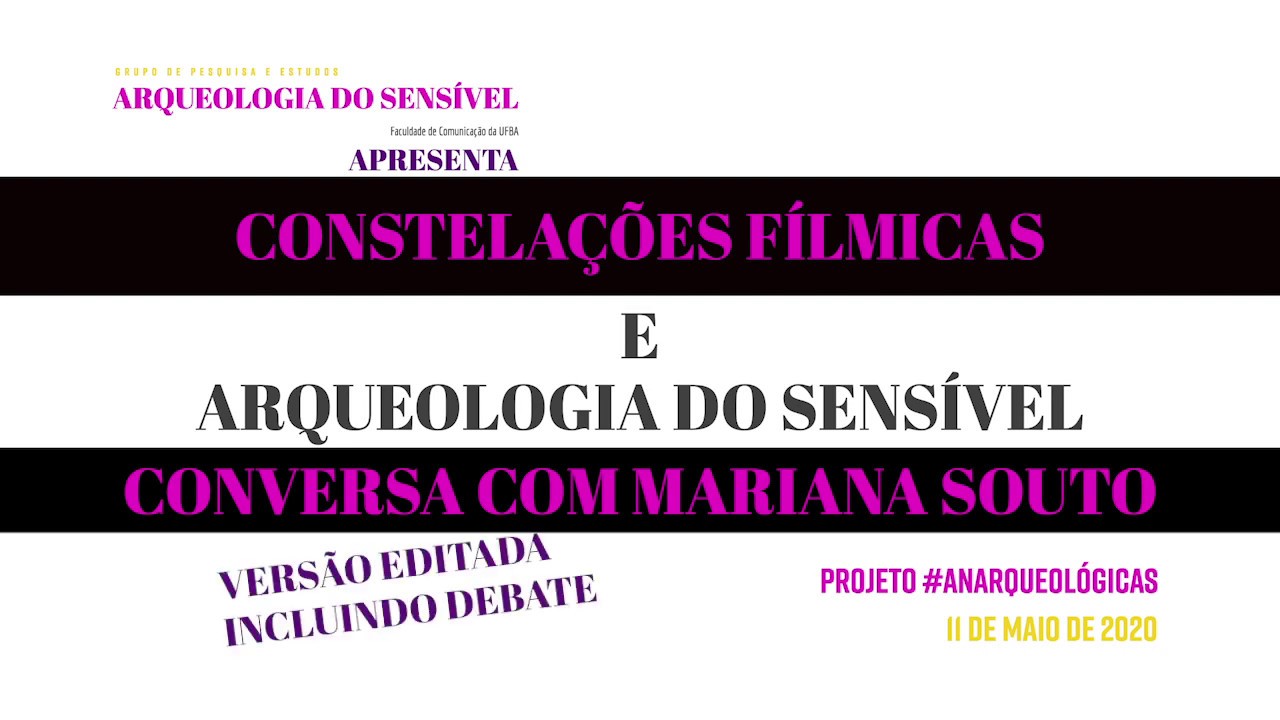 GRUPO DE PESQUISA E ESTUDOS
ARQUEOLOGIA DO SENSÍVEL
Faculdade de Comunicação da UFBA
APRESENTA
CONSTELAÇÕES FÍLMICAS
E
ARQUEOLOGIA DO SENSÍVEL
CONVERSA COM MARIANA SOUTO
VERSÃO EDITADA
INCLUINDO DEBATE
PROJETO #ANARQUEOLÓGICAS
11 DE MAIO DE 2020